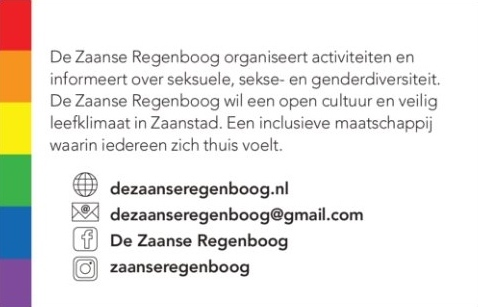 De Zaanse Regenboog organiseert activiteiten en
informeert over seksuele, sekse- en genderdiversiteit.
De Zaanse Regenboog wil een open cultuur en veilig
leefklimaat in Zaanstad. Een inclusieve maatschappij
waarin iedereen zich thuis voelt.
dezaanseregenboog.nl
dezaanseregenboog@gmail.com
De Zaanse Regenboog
zaanseregenboog